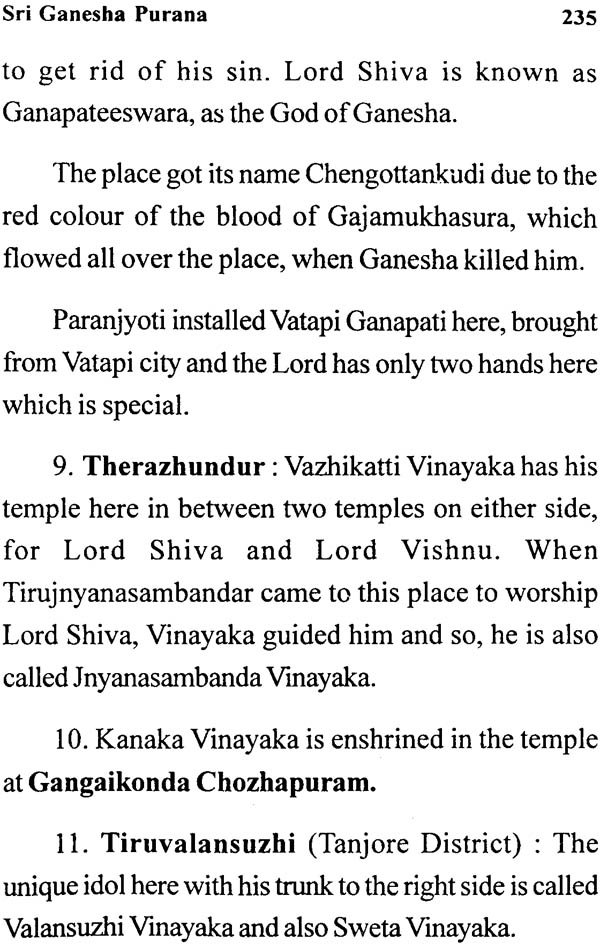 Sri Ganesha Purana 235
to get rid of his sin. Lord Shiva is known as
Ganapateeswara, as the God of Ganesha.
The place got its name Chengottankudi due to the
red colour of the blood of Gajamukhasura, which
flowed all over the place, when Ganesha killed him.
Paranjyoti installed Vatapi Ganapati here, brought
from Vatapi city and the Lord has only two hands here
which is special.
9. Therazhundur : Vazhikatti Vinayaka has his
temple here in between two temples on either side,
for Lord Shiva and Lord Vishnu. When
Tirujnyanasambandar came to this place to worship
Lord Shiva, Vinayaka guided him and so, he is also
called Jnyanasambanda Vinayaka.
10. Kanaka Vinayaka is enshrined in the temple
at Gangaikonda Chozhapuram.
11. Tiruvalansuzhi (Tanjore District) : The
unique idol here with his trunk to the right side is called
Valansuzhi Vinayaka and also Sweta Vinayaka.